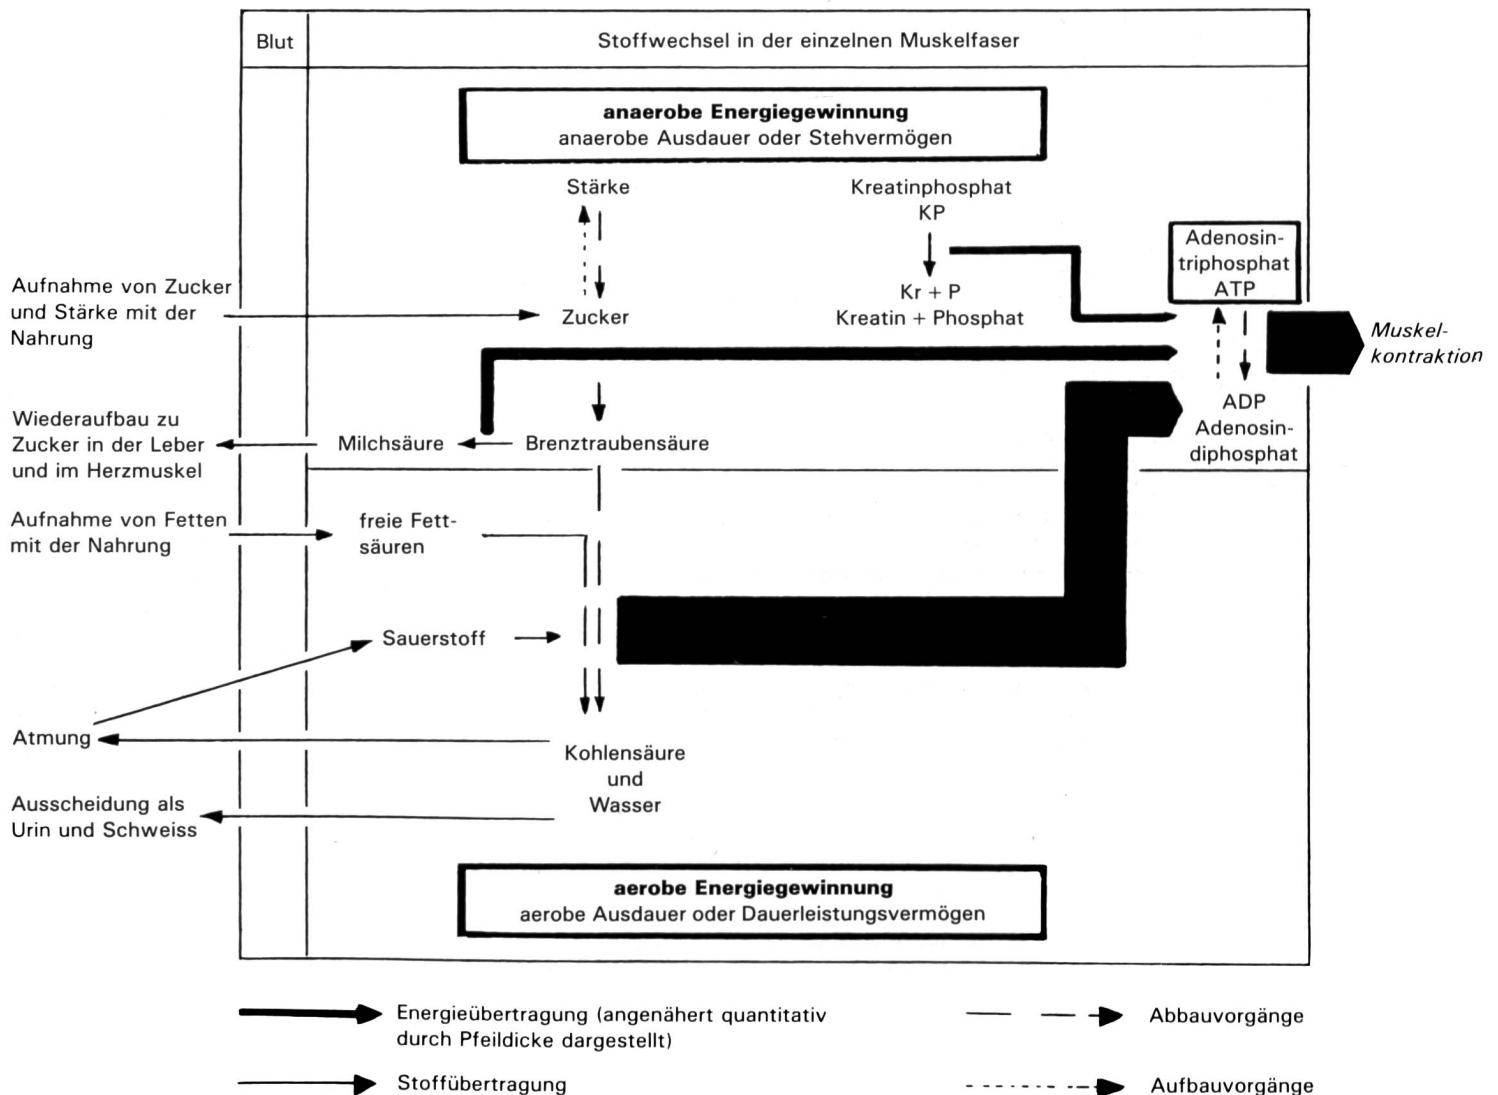 Blut
Stoffwechsel in der einzelnen Muskelfaser
anaerobe Energiegewinnung
anaerobe Ausdauer oder Stehvermögen
Stärke
Kreatinphosphat
KP
Adenosin-
triphosphat
ATP
Aufnahme von Zucker
und Stärke mit der
Nahrung
Zucker
Kr + P
Kreatin + Phosphat
Muskel-
kontraktion
ADP
Adenosin-
diphosphat
Wiederaufbau zu
Zucker in der Leber
und im Herzmuskel
Milchsäure
Brenztraubensäure
Aufnahme von Fetten
mit der Nahrung
freie Fett-
säuren
Sauerstoff
Atmung
Kohlensäure
und
Wasser
Ausscheidung als
Urin und Schweiss
aerobe Energiegewinnung
aerobe Ausdauer oder Dauerleistungsvermögen
Energieübertragung (angenähert quantitativ
durch Pfeildicke dargestellt)
Abbauvorgänge
Stoffübertragung
Aufbauvorgänge